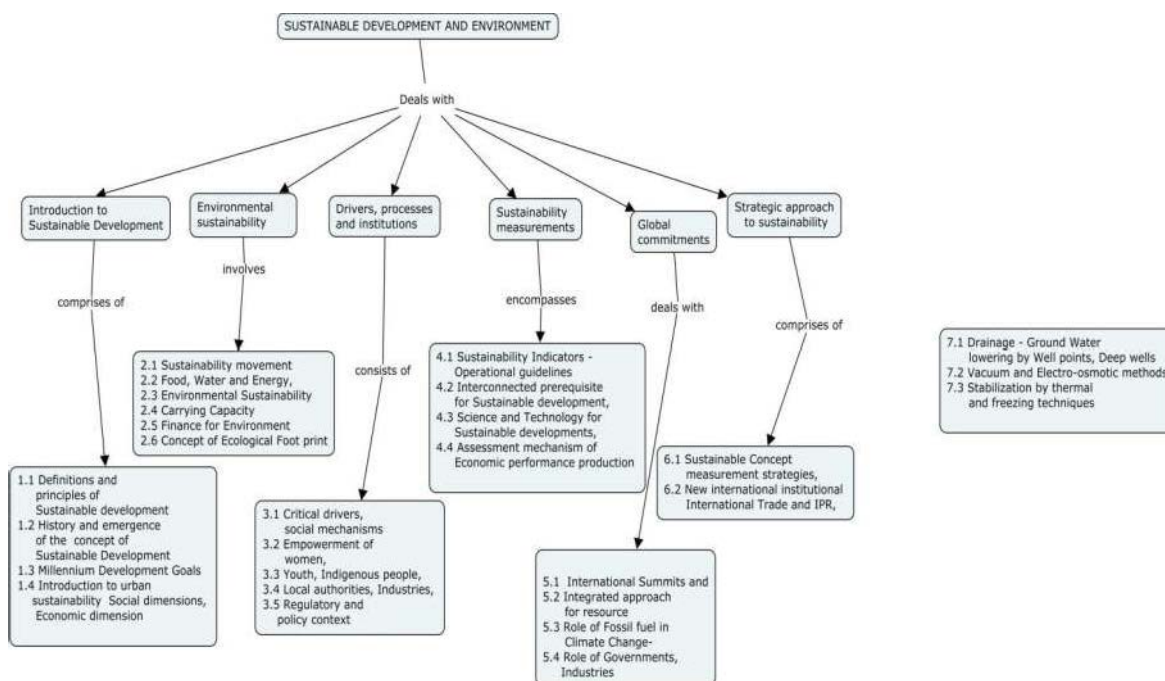 SUSTAINABLE DEVELOPMENT AND ENVIRONMENT
Deals with
Introduction to
Sustainable Development
Environmental
sustainability
Drivers, processes
and institutions
Sustainability
measurements
Global
commitments
Strategic approach
to sustainability
comprises of
involves
consists of
encompasses
deals with
comprises of
1.1 Definitions and
principles of
Sustainable development
1.2 History and emergence
of the concept of
Sustainable Development
1.3 Millennium Development Goals
1.4 Introduction to urban
sustainability Social dimensions,
Economic dimension
2.1 Sustainability movement
2.2 Food, Water and Energy,
2.3 Environmental Sustainability
2.4 Carrying Capacity
2.5 Finance for Environment
2.6 Concept of Ecological Foot print
3.1 Critical drivers,
social mechanisms
3.2 Empowerment of
women,
3.3 Youth, Indigenous people,
3.4 Local authorities, Industries,
3.5 Regulatory and
policy context
4.1 Sustainability Indicators -
Operational guidelines
4.2 Interconnected prerequisite
for Sustainable development,
4.3 Science and Technology for
Sustainable developments,
4.4 Assessment mechanism of
Economic performance production
5.1 International Summits and
5.2 Integrated approach
for resource
5.3 Role of Fossil fuel in
Climate Change-
5.4 Role of Governments,
Industries
6.1 Sustainable Concept
measurement strategies,
6.2 New international institutional
International Trade and IPR,
7.1 Drainage - Ground Water
lowering by Well points, Deep wells
7.2 Vacuum and Electro-osmotic methods
7.3 Stabilization by thermal
and freezing techniques